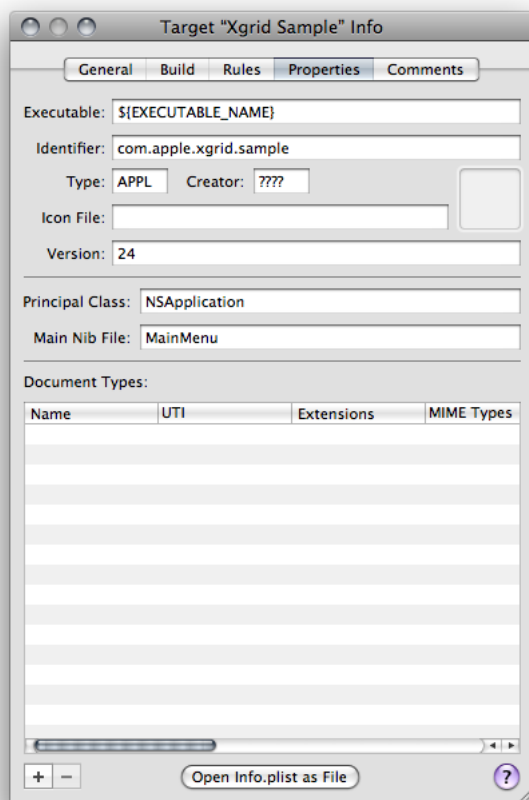 Target “Xgrid Sample” Info
General Build Rules Properties Comments
Executable: ${EXECUTABLE_NAME}
Identifier: com.apple.xgrid.sample
Type: APPL Creator: ????
Icon File:
Version: 24
Principal Class: NSApplication
Main Nib File: MainMenu
Document Types:
Name UTI Extensions MIME Types
+ − Open Info.plist as File ?